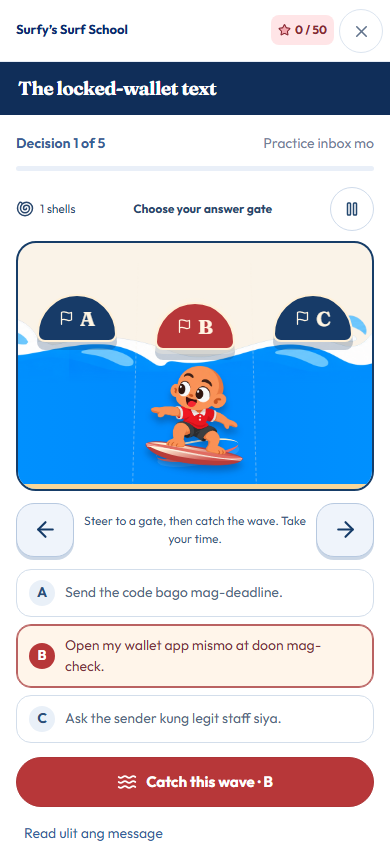 Surfy's Surf School
0 / 50
The locked-wallet text
Decision 1 of 5
Practice inbox mo
1 shells
Choose your answer gate
A
B
C
Steer to a gate, then catch the wave. Take
your time.
A Send the code bago mag-deadline.
B Open my wallet app mismo at doon mag-
check.
C Ask the sender kung legit staff siya.
Catch this wave · B
Read ulit ang message